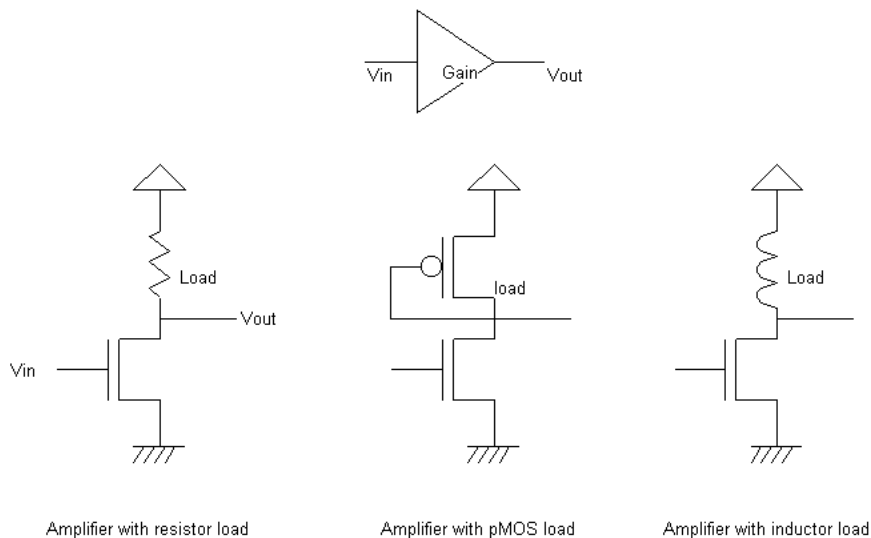 Vin
Gain
Vout
Load
load
Load
Vout
Vin
Amplifier with resistor load
Amplifier with pMOS load
Amplifier with inductor load